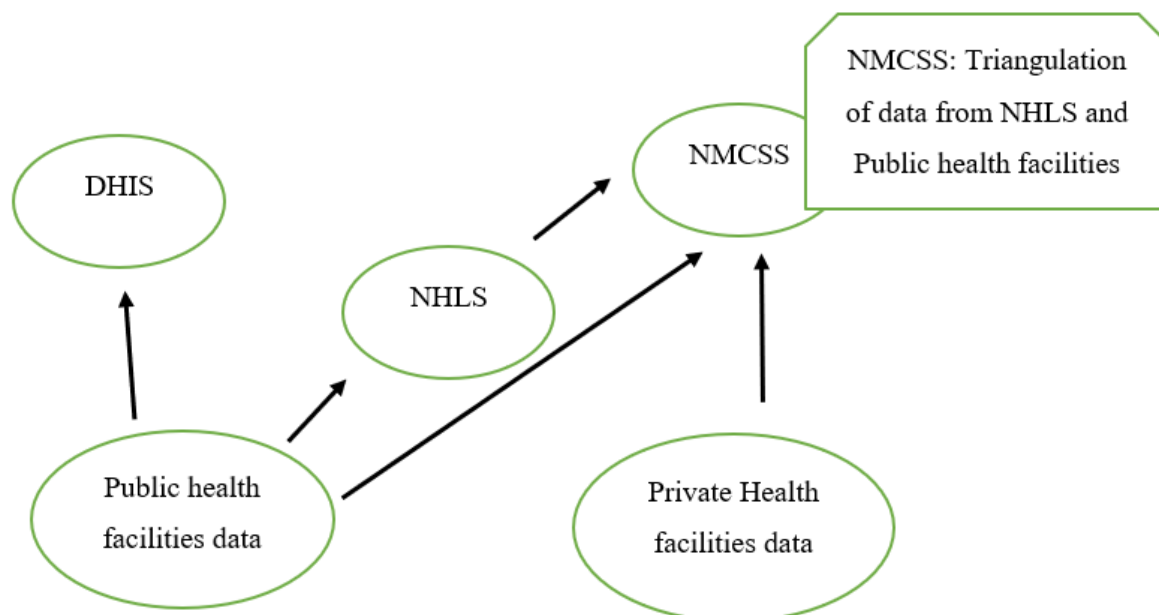 NMCSS: Triangulation
of data from NHLS and
Public health facilities
NMCSS
DHIS
NHLS
Public health
facilities data
Private Health
facilities data